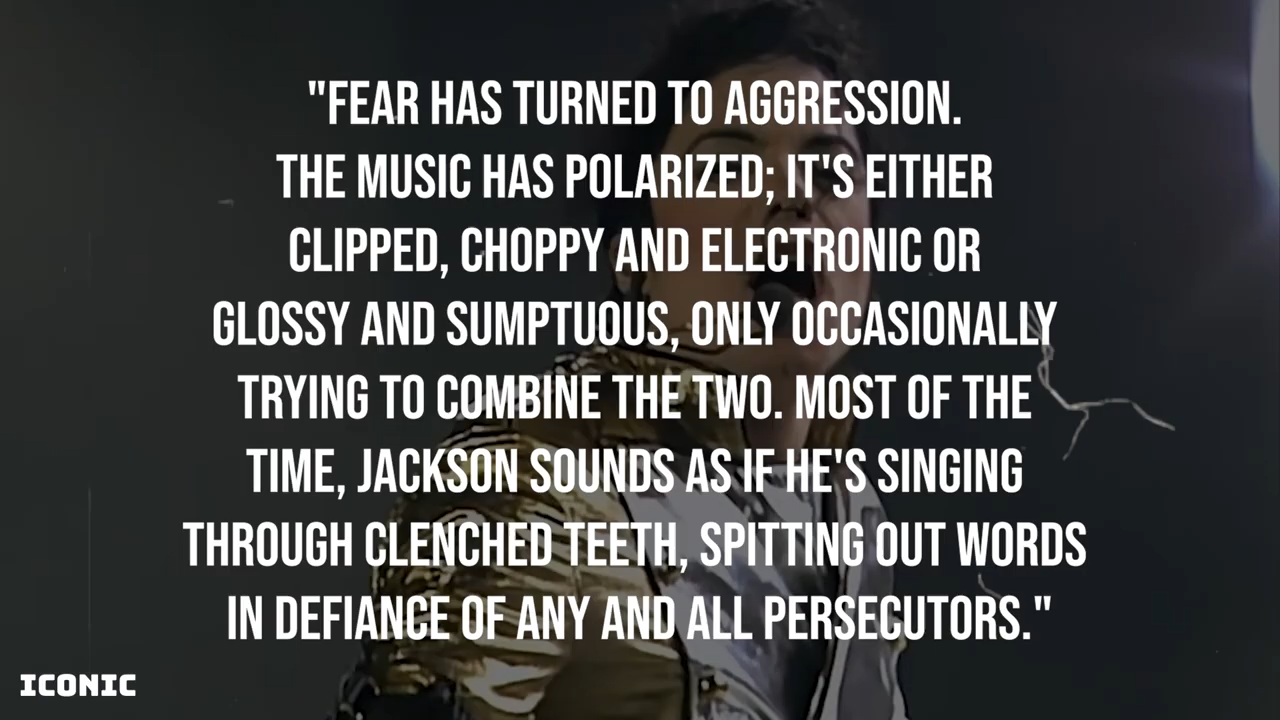 "FEAR HAS TURNED TO AGGRESSION.
THE MUSIC HAS POLARIZED; IT'S EITHER
CLIPPED, CHOPPY AND ELECTRONIC OR
GLOSSY AND SUMPTUOUS, ONLY OCCASIONALLY
TRYING TO COMBINE THE TWO. MOST OF THE
TIME, JACKSON SOUNDS AS IF HE'S SINGING
THROUGH CLENCHED TEETH, SPITTING OUT WORDS
IN DEFIANCE OF ANY AND ALL PERSECUTORS."
ICONIC